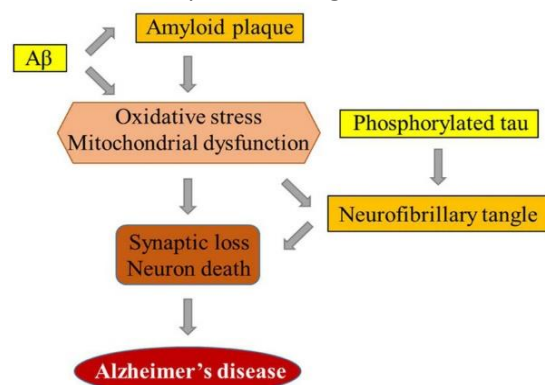 Amyloid plaque
Aβ
Oxidative stress
Mitochondrial dysfunction
Phosphorylated tau
Neurofibrillary tangle
Synaptic loss
Neuron death
Alzheimer's disease